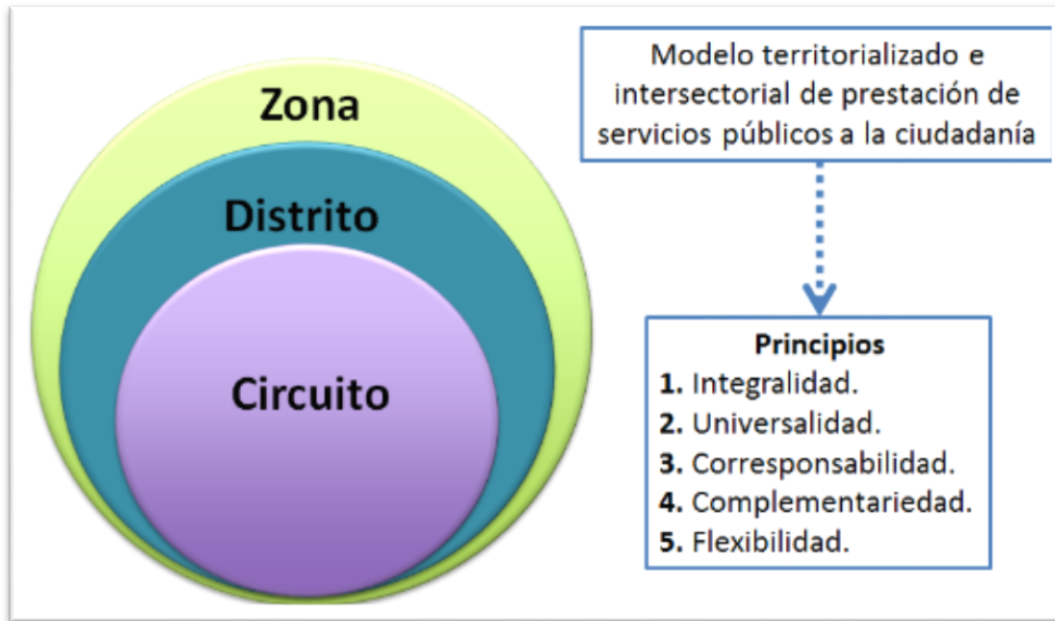 Zona
Distrito
Circuito
Modelo territorializado e
intersectorial de prestación de
servicios públicos a la ciudadanía
Principios
1. Integralidad.
2. Universalidad.
3. Corresponsabilidad.
4. Complementariedad.
5. Flexibilidad.